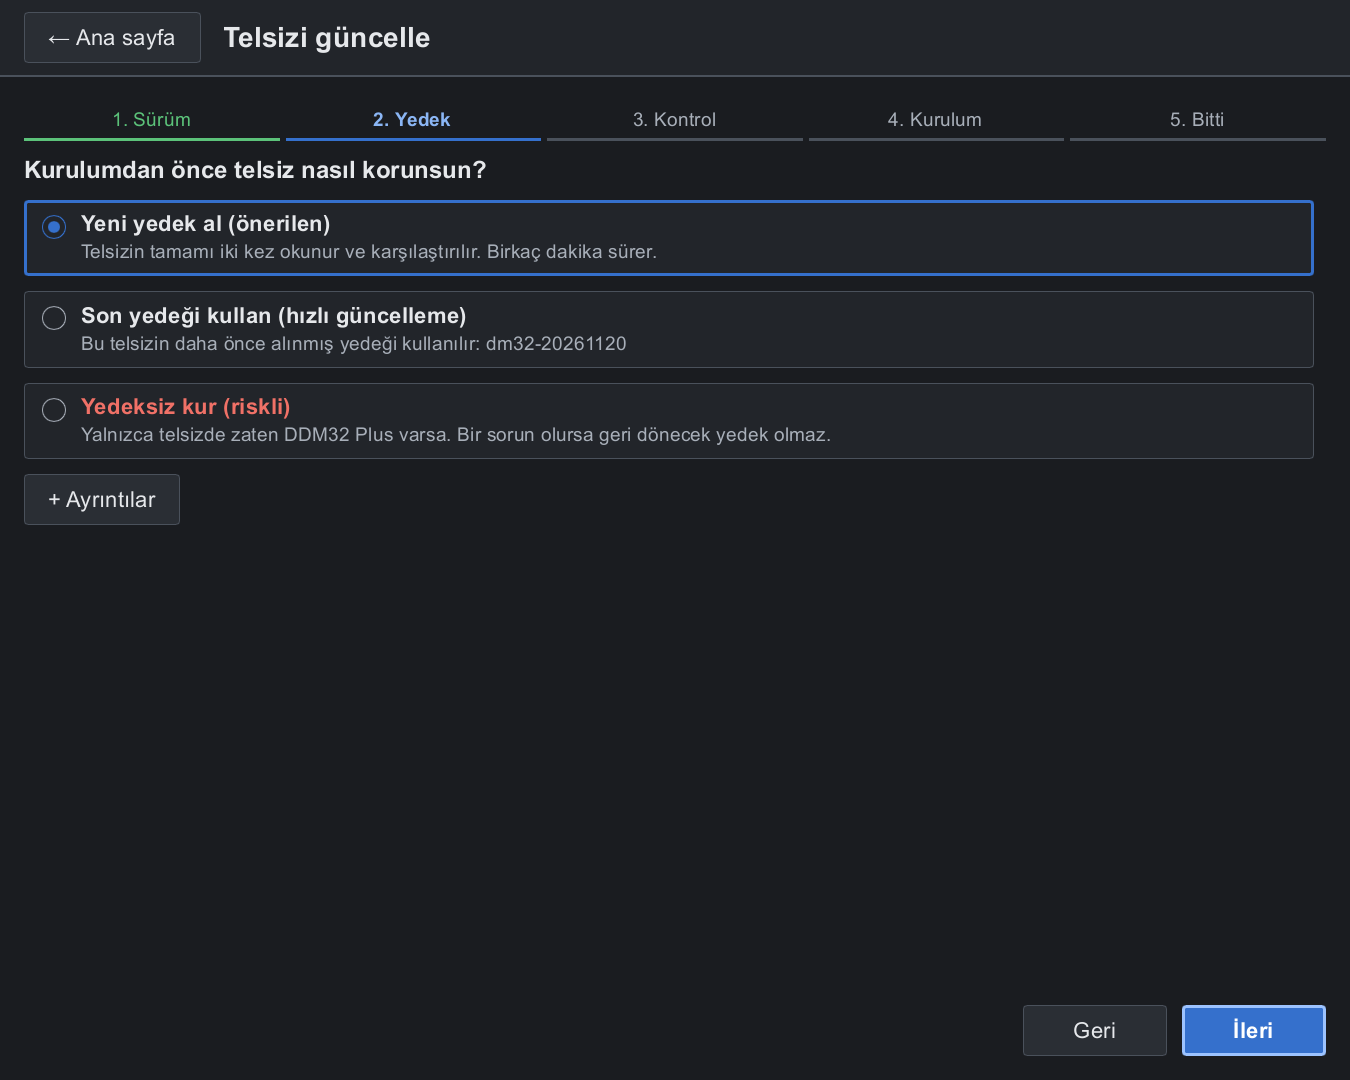 ← Ana sayfa
Telsizi güncelle
1. Sürüm
2. Yedek
3. Kontrol
4. Kurulum
5. Bitti
Kurulumdan önce telsiz nasıl korunsun?
Yeni yedek al (önerilen)
Telsizin tamamı iki kez okunur ve karşılaştırılır. Birkaç dakika sürer.
Son yedeği kullan (hızlı güncelleme)
Bu telsizin daha önce alınmış yedeği kullanılır: dm32-20261120
Yedeksiz kur (riskli)
Yalnızca telsizde zaten DDM32 Plus varsa. Bir sorun olursa geri dönecek yedek olmaz.
+ Ayrıntılar
Geri
İleri